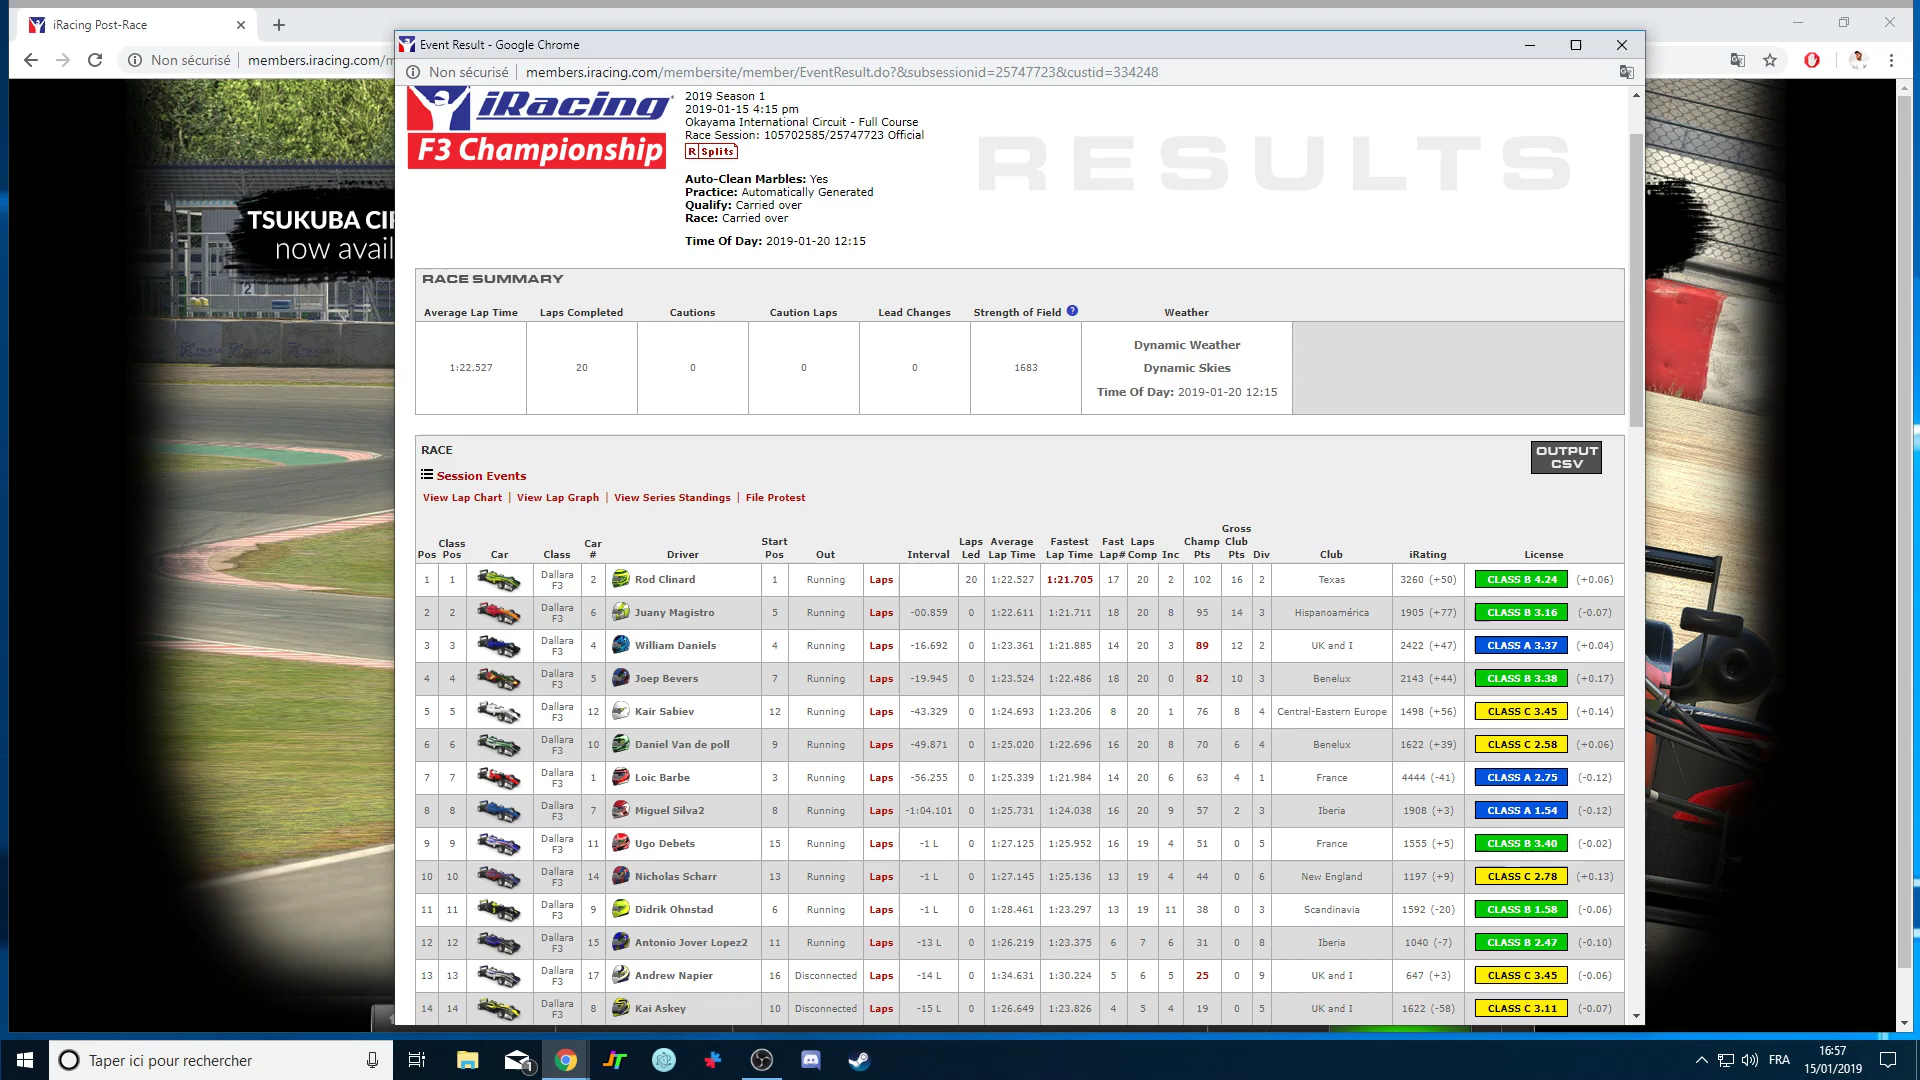 iRacing Post-Race
Non sécurisé members.iracing.com/m
Event Result - Google Chrome
Non sécurisé members.iracing.com/membersite/member/EventResult.do?&subsessionid=25747723&custid=334248
TSUKUBA CIR
now avail
2
iRacing
F3 Championship
2019 Season 1
2019-01-15 4:15 pm
Okayama International Circuit - Full Course
Race Session: 105702585/25747723 Official
R Splits
RESULTS
Auto-Clean Marbles: Yes
Practice: Automatically Generated
Qualify: Carried over
Race: Carried over
Time Of Day: 2019-01-20 12:15
RACE SUMMARY
Average Lap Time Laps Completed Cautions Caution Laps Lead Changes Strength of Field ? Weather
1:22.527 20 0 0 0 1683 Dynamic Weather
Dynamic Skies
Time Of Day: 2019-01-20 12:15
RACE
OUTPUT CSV
Session Events
View Lap Chart | View Lap Graph | View Series Standings | File Protest
Pos Class Pos Car Class Car # Driver Start Pos Out Interval Laps Led Average Lap Time Fastest Lap Time Fast Lap# Laps Comp Inc Champ Pts Gross Club Pts Div Club iRating License
1 1 Dallara F3 2 Rod Clinard 1 Running Laps 20 1:22.527 1:21.705 17 20 2 102 16 2 Texas 3260 (+50) CLASS B 4.24 (+0.06)
2 2 Dallara F3 6 Juany Magistro 5 Running Laps -00.859 0 1:22.611 1:21.711 18 20 8 95 14 3 Hispanoamérica 1905 (+77) CLASS B 3.16 (-0.07)
3 3 Dallara F3 4 William Daniels 4 Running Laps -16.692 0 1:23.361 1:21.885 14 20 3 89 12 2 UK and I 2422 (+47) CLASS A 3.37 (+0.04)
4 4 Dallara F3 5 Joep Bevers 7 Running Laps -19.945 0 1:23.524 1:22.486 18 20 0 82 10 3 Benelux 2143 (+44) CLASS B 3.38 (+0.17)
5 5 Dallara F3 12 Kair Sabiev 12 Running Laps -43.329 0 1:24.693 1:23.206 8 20 1 76 8 4 Central-Eastern Europe 1498 (+56) CLASS C 3.45 (+0.14)
6 6 Dallara F3 10 Daniel Van de poll 9 Running Laps -49.871 0 1:25.020 1:22.696 16 20 8 70 6 4 Benelux 1622 (+39) CLASS C 2.58 (+0.06)
7 7 Dallara F3 1 Loic Barbe 3 Running Laps -56.255 0 1:25.339 1:21.984 14 20 6 63 4 1 France 4444 (-41) CLASS A 2.75 (-0.12)
8 8 Dallara F3 7 Miguel Silva2 8 Running Laps -1:04.101 0 1:25.731 1:24.038 16 20 9 57 2 3 Iberia 1908 (+3) CLASS A 1.54 (-0.12)
9 9 Dallara F3 11 Ugo Debets 15 Running Laps -1 L 0 1:27.125 1:25.952 16 19 4 51 0 5 France 1555 (+5) CLASS B 3.40 (-0.02)
10 10 Dallara F3 14 Nicholas Scharr 13 Running Laps -1 L 0 1:27.145 1:25.136 13 19 4 44 0 6 New England 1197 (+9) CLASS C 2.78 (+0.13)
11 11 Dallara F3 9 Didrik Ohnstad 6 Running Laps -1 L 0 1:28.461 1:23.297 13 19 11 38 0 3 Scandinavia 1592 (-20) CLASS B 1.58 (-0.06)
12 12 Dallara F3 15 Antonio Jover Lopez2 11 Running Laps -13 L 0 1:26.219 1:23.375 6 7 6 31 0 8 Iberia 1040 (-7) CLASS B 2.47 (-0.10)
13 13 Dallara F3 17 Andrew Napier 16 Disconnected Laps -14 L 0 1:34.631 1:30.224 5 6 5 25 0 9 UK and I 647 (+3) CLASS C 3.45 (-0.06)
14 14 Dallara F3 8 Kai Askey 10 Disconnected Laps -15 L 0 1:26.649 1:23.826 4 5 4 19 0 5 UK and I 1622 (-58) CLASS C 3.11 (-0.07)
Taper ici pour rechercher 1 JT FRA 16:57
15/01/2019